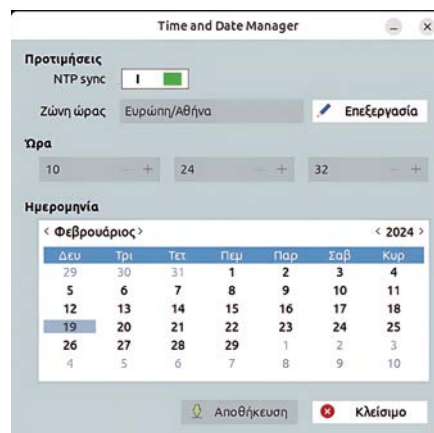 Time and Date Manager
Προτιμήσεις
NTP sync
Ζώνη ώρας Ευρώπη/Αθήνα Επεξεργασία
Ώρα
10 − + 24 − + 32 − +
Ημερομηνία
< Φεβρουάριος > < 2024 >
Δευ Τρι Τετ Πεμ Παρ Σαβ Κυρ
29 30 31 1 2 3 4
5 6 7 8 9 10 11
12 13 14 15 16 17 18
19 20 21 22 23 24 25
26 27 28 29 1 2 3
4 5 6 7 8 9 10
Αποθήκευση Κλείσιμο